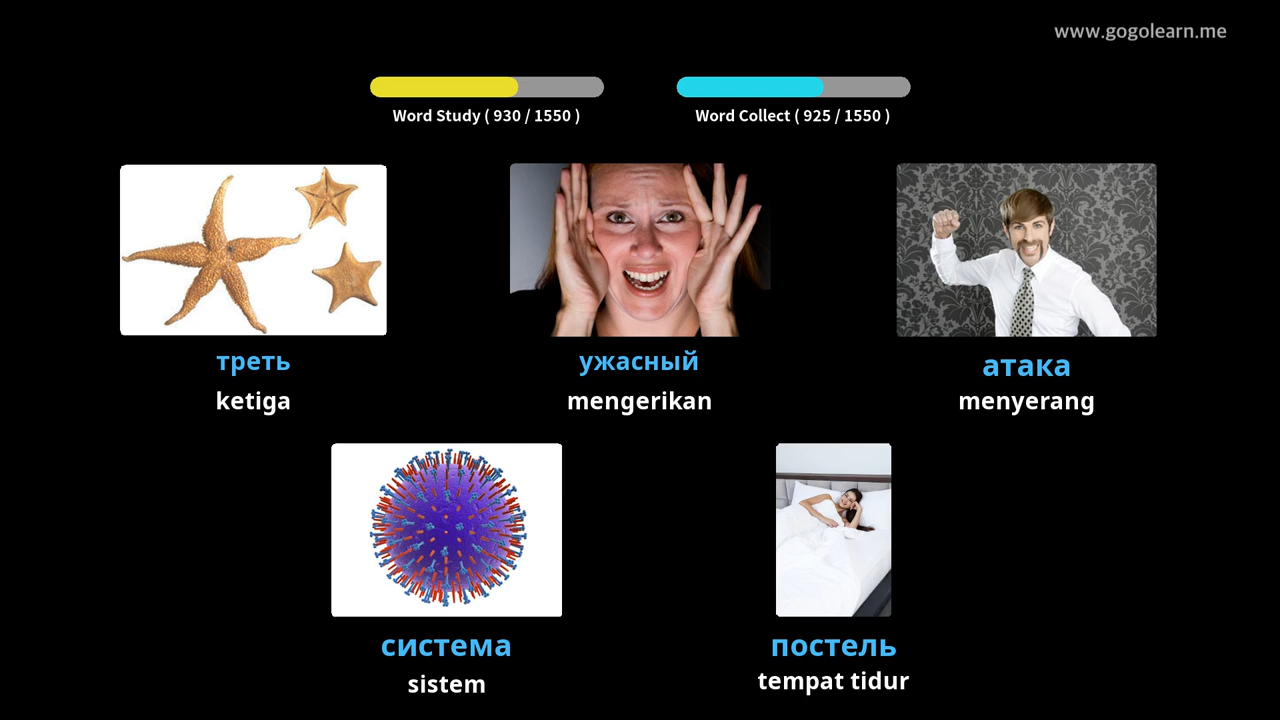 www.gogolearn.me
Word Study ( 930 / 1550 )
Word Collect ( 925 / 1550 )
треть
ketiga
ужасный
mengerikan
атака
menyerang
система
sistem
постель
tempat tidur